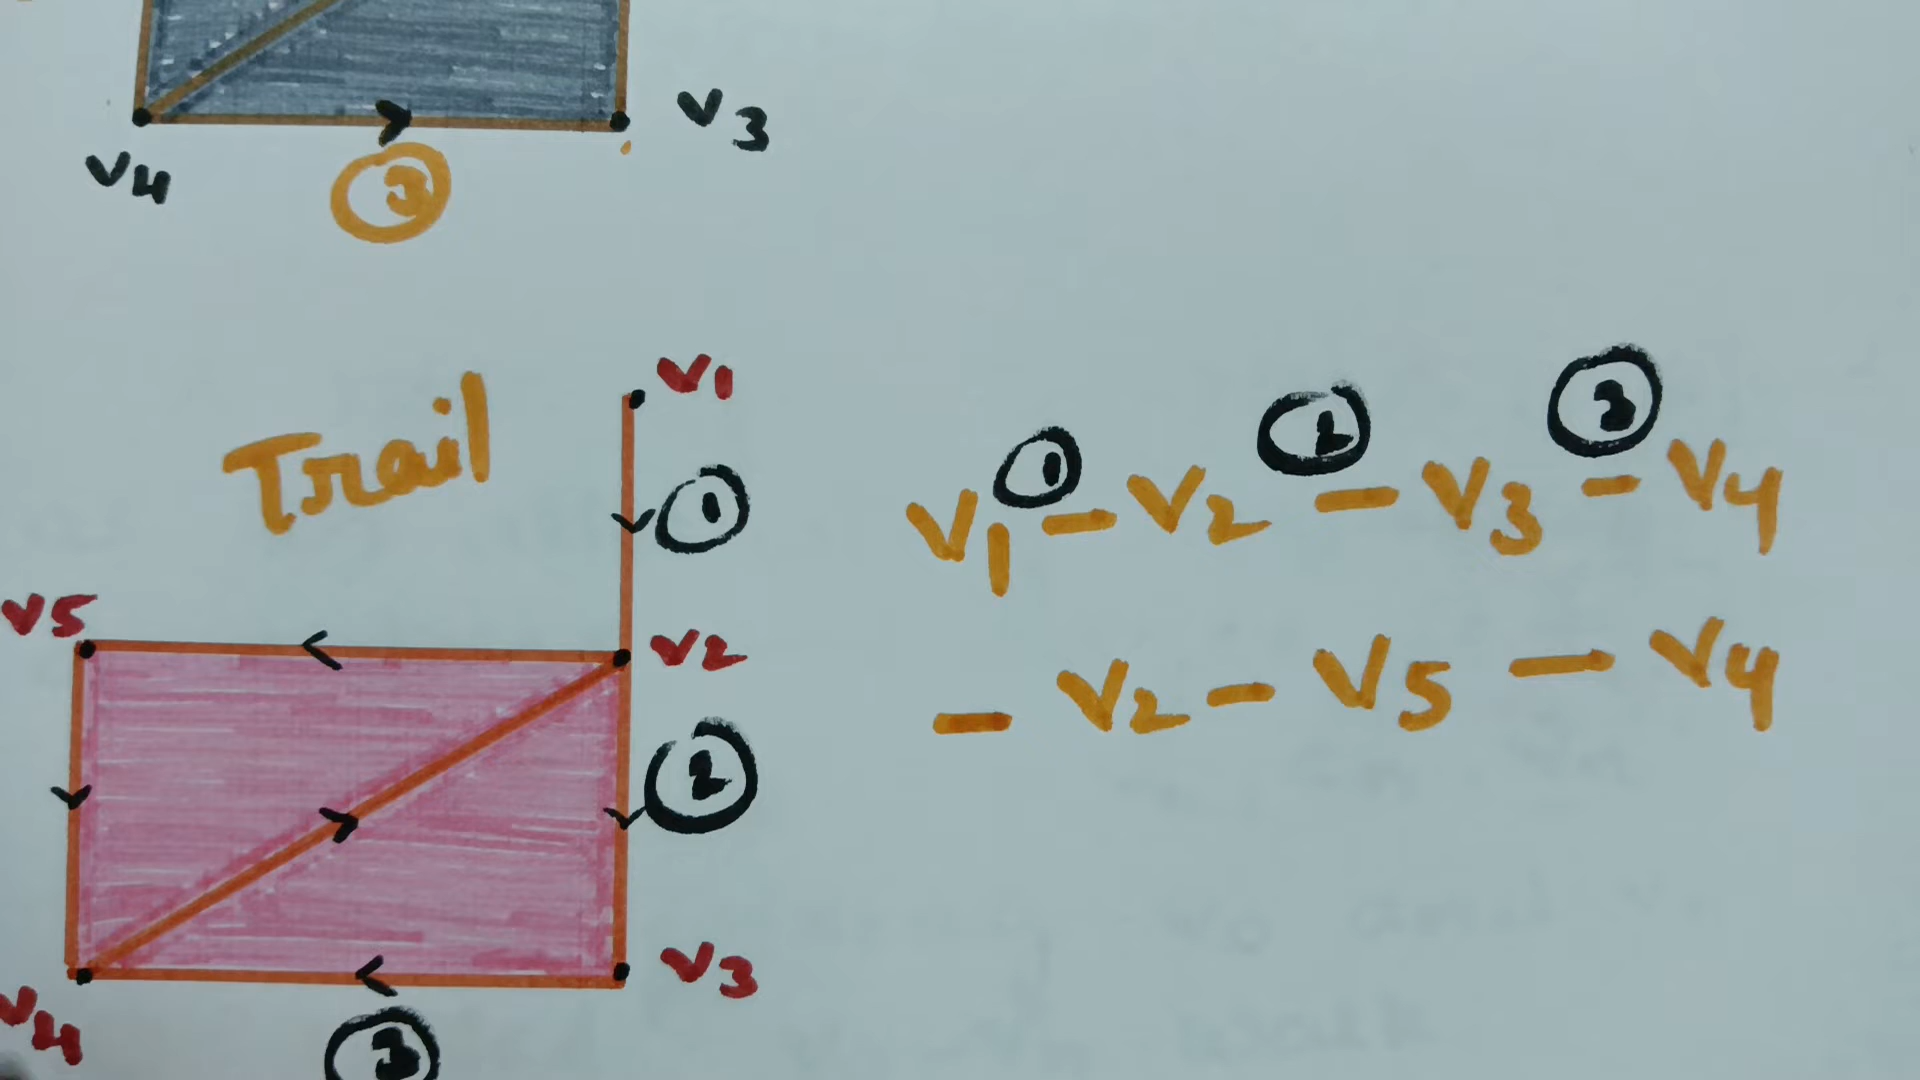 V3
V4
3
Trail
V1
1
V5
V2
2
V3
V4
3
1 2 3
V1 - V2 - V3 - V4
- V2 - V5 - V4